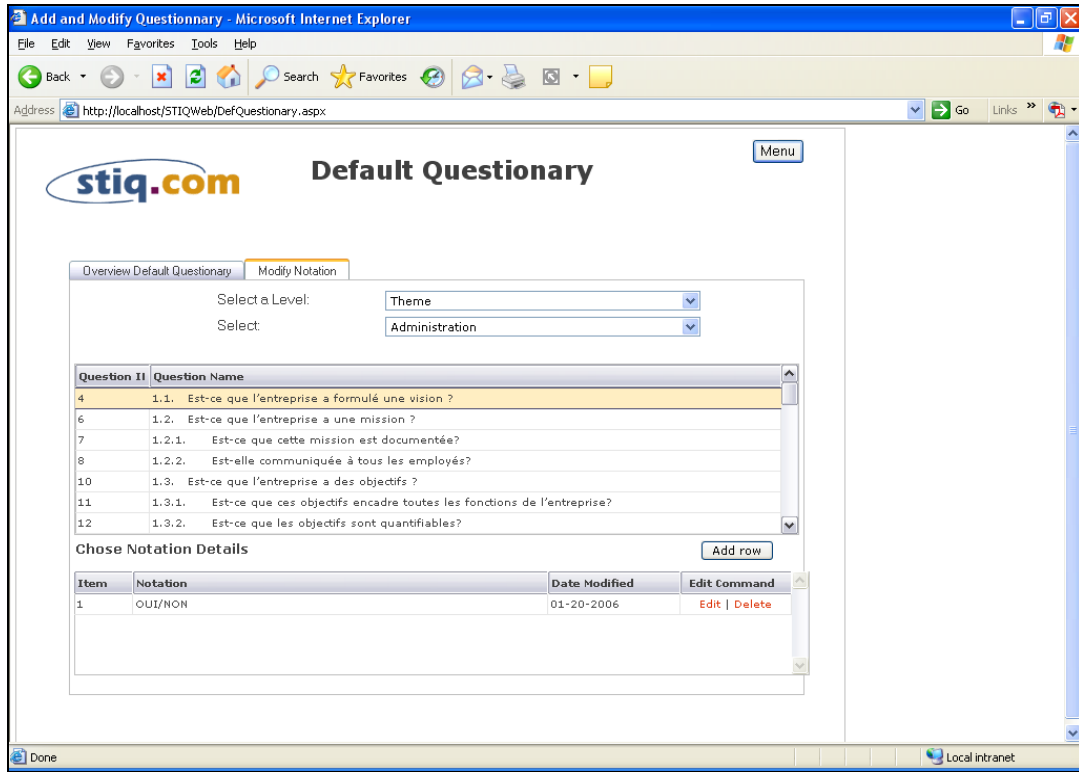 Add and Modify Questionnary - Microsoft Internet Explorer
File Edit View Favorites Tools Help
Back Search Favorites
Address http://localhost/STIQWeb/DefQuestionary.aspx Go Links »
Menu
stiq.com Default Questionary
Overview Default Questionary Modify Notation
Select a Level: Theme
Select: Administration
Question II Question Name
4 1.1. Est-ce que l'entreprise a formulé une vision ?
6 1.2. Est-ce que l'entreprise a une mission ?
7 1.2.1. Est-ce que cette mission est documentée?
8 1.2.2. Est-elle communiquée à tous les employés?
10 1.3. Est-ce que l'entreprise a des objectifs ?
11 1.3.1. Est-ce que ces objectifs encadre toutes les fonctions de l'entreprise?
12 1.3.2. Est-ce que les objectifs sont quantifiables?
Chose Notation Details Add row
Item Notation Date Modified Edit Command
1 OUI/NON 01-20-2006 Edit | Delete
Done Local intranet